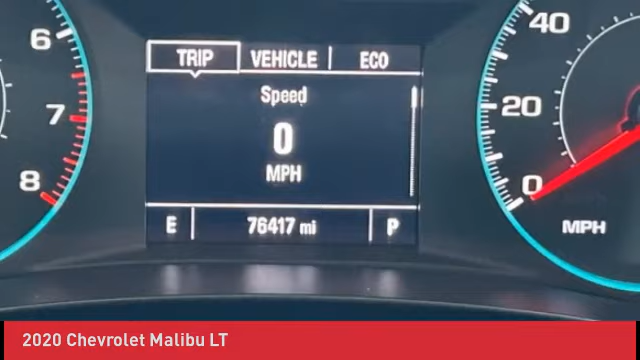 6
7
8
TRIP VEHICLE ECO
Speed
0
MPH
E 76417 mi P
40
20
0
MPH
2020 Chevrolet Malibu LT